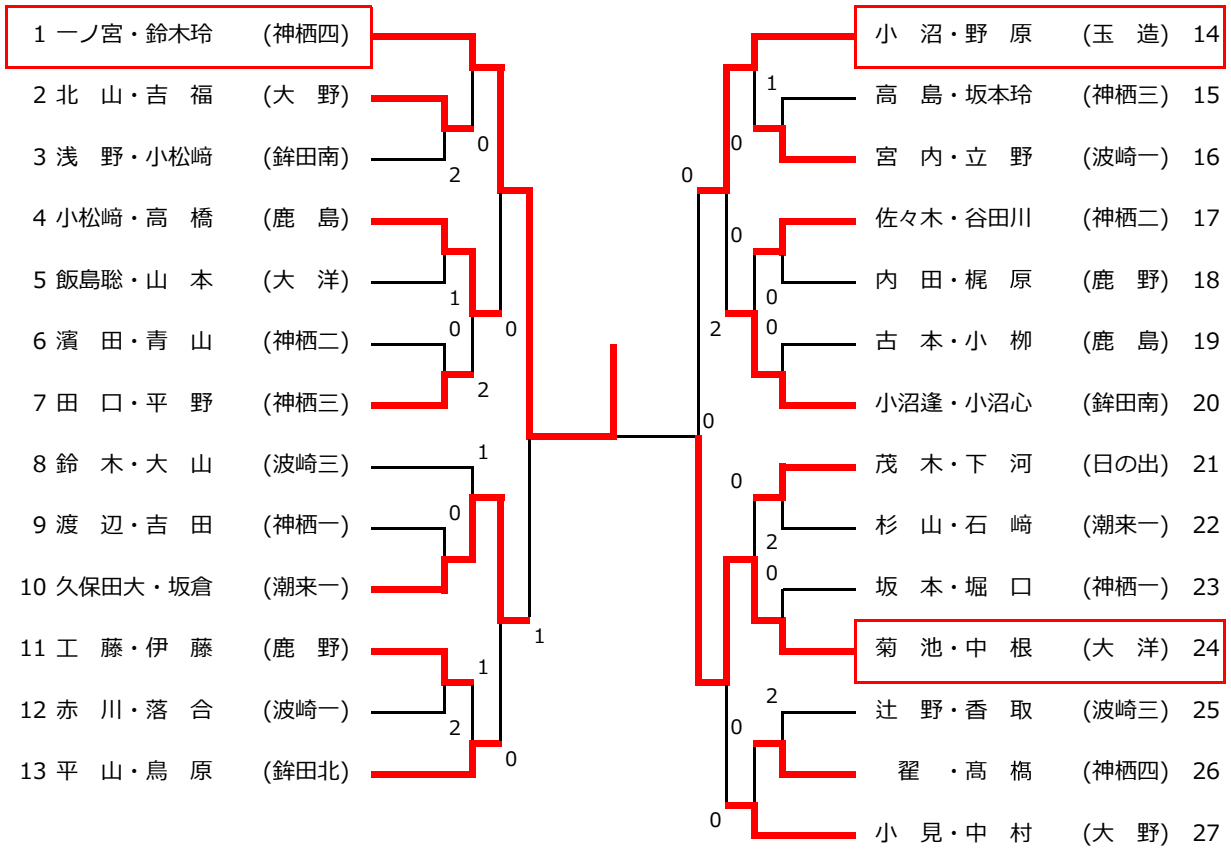 1 一ノ宮・鈴木玲 (神栖四)
2 北　山・吉　福 (大　野)
0
3 浅　野・小松﨑 (鉾田南)
2
4 小松﨑・高　橋 (鹿　島)
5 飯島聡・山　本 (大　洋)
1
6 濱　田・青　山 (神栖二)
0
0
7 田　口・平　野 (神栖三)
2
8 鈴　木・大　山 (波崎三)
1
9 渡　辺・吉　田 (神栖一)
0
10 久保田大・坂倉 (潮来一)
11 工　藤・伊　藤 (鹿　野)
1
1
12 赤　川・落　合 (波崎一)
2
13 平　山・鳥　原 (鉾田北)
0
小　沼・野　原 (玉　造) 14
1
高　島・坂本玲 (神栖三) 15
0
宮　内・立　野 (波崎一) 16
0
佐々木・谷田川 (神栖二) 17
0
内　田・梶　原 (鹿　野) 18
0
0
2
古　本・小　栁 (鹿　島) 19
小沼逢・小沼心 (鉾田南) 20
0
茂　木・下　河 (日の出) 21
0
杉　山・石　﨑 (潮来一) 22
2
0
坂　本・堀　口 (神栖一) 23
菊　池・中　根 (大　洋) 24
2
辻　野・香　取 (波崎三) 25
0
翟　・髙　𣘺 (神栖四) 26
0
小　見・中　村 (大　野) 27